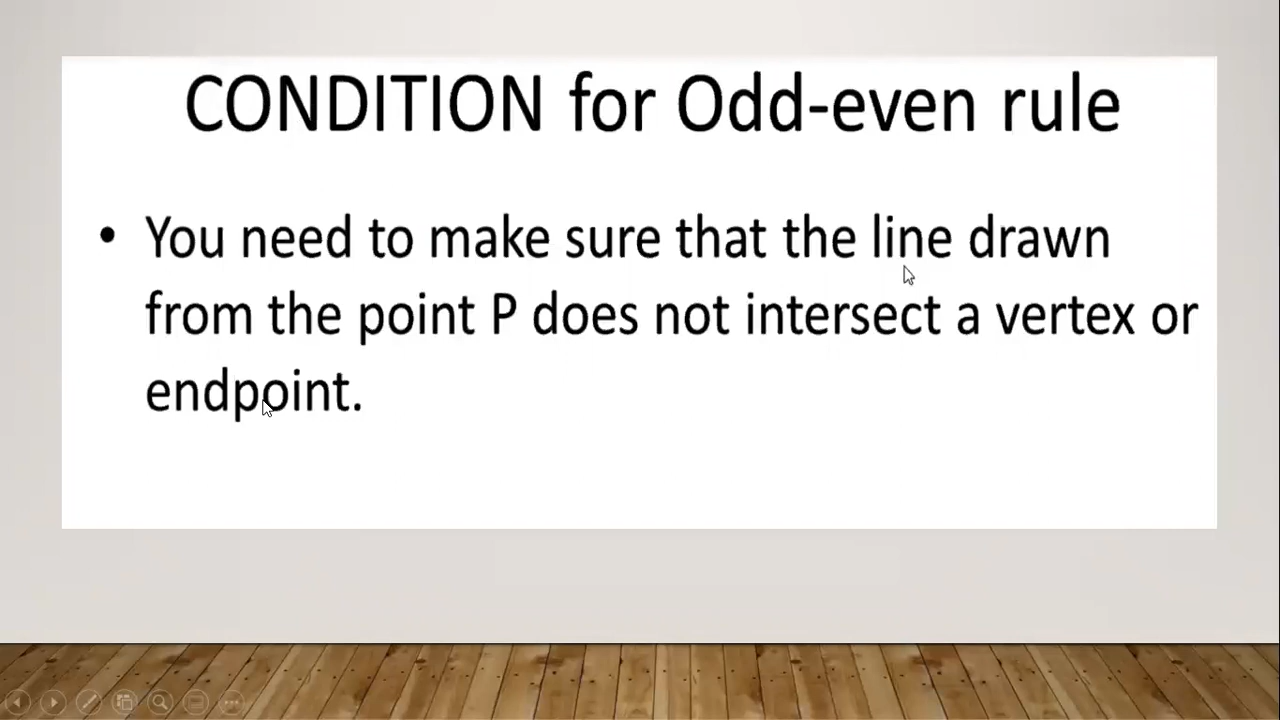 CONDITION for Odd-even rule
• You need to make sure that the line drawn
from the point P does not intersect a vertex or
endpoint.